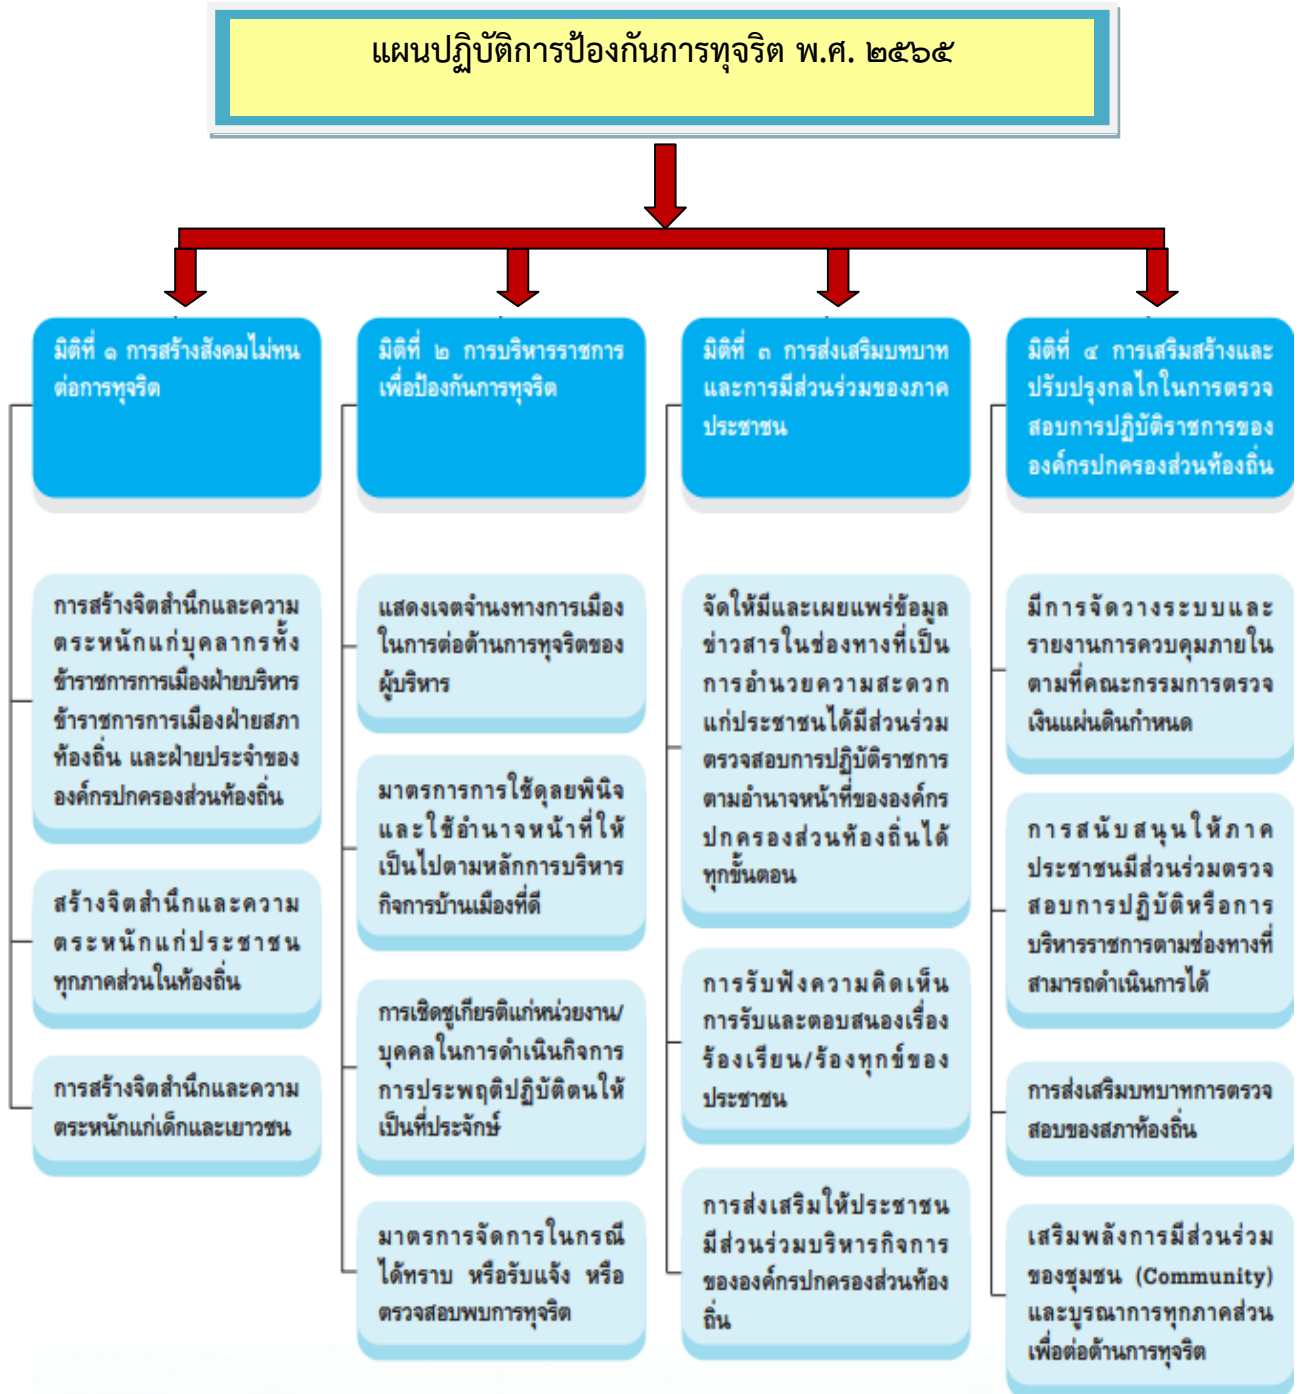 แผนปฏิบัติการป้องกันการทุจริต พ.ศ. ๒๕๖๕
มิติที่ ๑ การสร้างสังคมไม่ทน
ต่อการทุจริต
การสร้างจิตสำนึกและความ
ตระหนักแก่บุคลากรทั้ง
ข้าราชการการเมืองฝ่ายบริหาร
ข้าราชการการเมืองฝ่ายสภา
ท้องถิ่น และฝ่ายประจำของ
องค์กรปกครองส่วนท้องถิ่น
สร้างจิตสำนึกและความ
ตระหนักแก่ประชาชน
ทุกภาคส่วนในท้องถิ่น
การสร้างจิตสำนึกและความ
ตระหนักแก่เด็กและเยาวชน
มิติที่ ๒ การบริหารราชการ
เพื่อป้องกันการทุจริต
แสดงเจตจำนงทางการเมือง
ในการต่อต้านการทุจริตของ
ผู้บริหาร
มาตรการการใช้ดุลยพินิจ
และใช้อำนาจหน้าที่ให้
เป็นไปตามหลักการบริหาร
กิจการบ้านเมืองที่ดี
การเชิดชูเกียรติแก่หน่วยงาน/
บุคคลในการดำเนินกิจการ
การประพฤติปฏิบัติตนให้
เป็นที่ประจักษ์
มาตรการจัดการในกรณี
ได้ทราบ หรือรับแจ้ง หรือ
ตรวจสอบพบการทุจริต
มิติที่ ๓ การส่งเสริมบทบาท
และการมีส่วนร่วมของภาค
ประชาชน
จัดให้มีและเผยแพร่ข้อมูล
ข่าวสารในช่องทางที่เป็น
การอำนวยความสะดวก
แก่ประชาชนได้มีส่วนร่วม
ตรวจสอบการปฏิบัติราชการ
ตามอำนาจหน้าที่ขององค์กร
ปกครองส่วนท้องถิ่นได้
ทุกขั้นตอน
การรับฟังความคิดเห็น
การรับและตอบสนองเรื่อง
ร้องเรียน/ร้องทุกข์ของ
ประชาชน
การส่งเสริมให้ประชาชน
มีส่วนร่วมบริหารกิจการ
ขององค์กรปกครองส่วนท้อง
ถิ่น
มิติที่ ๔ การเสริมสร้างและ
ปรับปรุงกลไกในการตรวจ
สอบการปฏิบัติราชการของ
องค์กรปกครองส่วนท้องถิ่น
มีการจัดวางระบบและ
รายงานการควบคุมภายใน
ตามที่คณะกรรมการตรวจ
เงินแผ่นดินกำหนด
การสนับสนุนให้ภาค
ประชาชนมีส่วนร่วมตรวจ
สอบการปฏิบัติหรือการ
บริหารราชการตามช่องทางที่
สามารถดำเนินการได้
การส่งเสริมบทบาทการตรวจ
สอบของสภาท้องถิ่น
เสริมพลังการมีส่วนร่วม
ของชุมชน (Community)
และบูรณาการทุกภาคส่วน
เพื่อต่อต้านการทุจริต